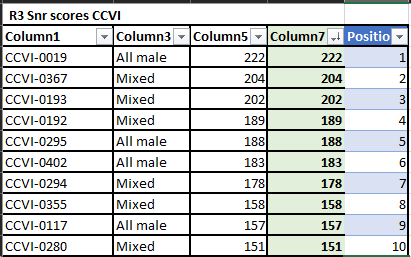 R3 Snr scores CCVI
Column1 Column3 Column5 Column7 Positio
CCVI-0019 All male 222 222 1
CCVI-0367 Mixed 204 204 2
CCVI-0193 Mixed 202 202 3
CCVI-0192 Mixed 189 189 4
CCVI-0295 All male 188 188 5
CCVI-0402 All male 183 183 6
CCVI-0294 Mixed 178 178 7
CCVI-0355 Mixed 158 158 8
CCVI-0117 All male 157 157 9
CCVI-0280 Mixed 151 151 10